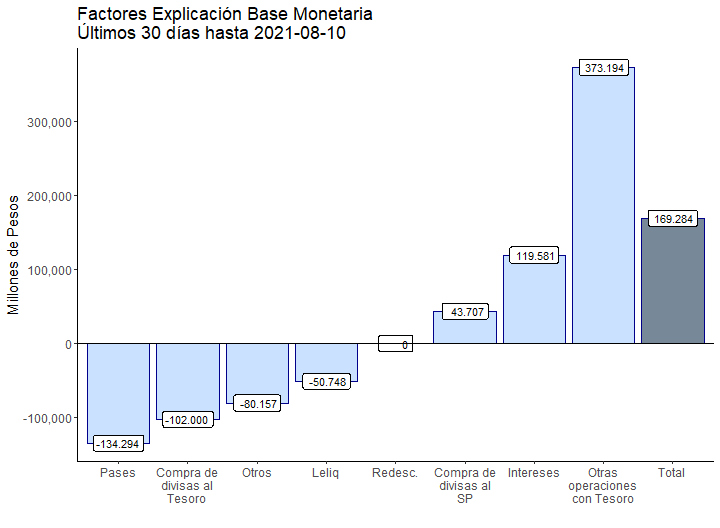 Factores Explicación Base Monetaria
Últimos 30 días hasta 2021-08-10
Millones de Pesos
300,000
200,000
100,000
0
-100,000
-134.294
-102.000
-80.157
-50.748
0
43.707
119.581
373.194
169.284
Pases
Compra de
divisas al
Tesoro
Otros
Leliq
Redesc.
Compra de
divisas al
SP
Intereses
Otras
operaciones
con Tesoro
Total